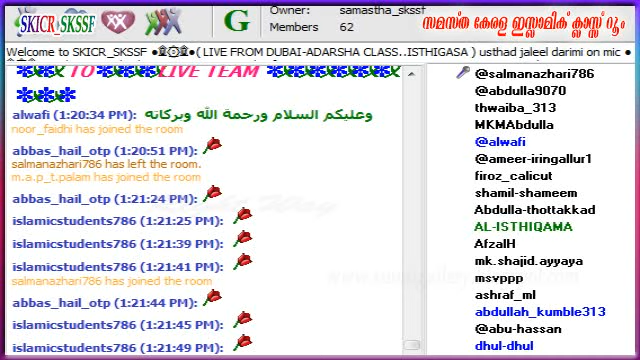 SKICR_SKSSF
G
Owner: samastha_skssf
Members 62
സമസ്ത കേരള ഇസ്ലാമിക് ക്ലാസ്സ് റൂം
Welcome to SKICR_SKSSF ●۩۞۩●( LIVE FROM DUBAI-ADARSHA CLASS..ISTHIGASA ) usthad jaleel darimi on mic ●
TO LIVE TEAM
alwafi (1:20:34 PM): وعليكم السلام ورحمة الله وبركاته
noor_faidhi has joined the room
abbas_hail_otp (1:20:51 PM):
salmanazhari786 has left the room.
m.a.p_t.palam has joined the room
abbas_hail_otp (1:21:24 PM):
islamicstudents786 (1:21:25 PM):
islamicstudents786 (1:21:39 PM):
islamicstudents786 (1:21:41 PM):
salmanazhari786 has joined the room
abbas_hail_otp (1:21:44 PM):
islamicstudents786 (1:21:45 PM):
islamicstudents786 (1:21:49 PM):
@salmanazhari786
@abdulla9070
thwaiba_313
MKMAbdulla
@alwafi
@ameer-iringallur1
firoz_calicut
shamil-shameem
Abdulla-thottakkad
AL-ISTHIQAMA
AfzalH
mk.shajid.ayyaya
msvppp
ashraf_ml
abdullah_kumble313
@abu-hassan
dhul-dhul